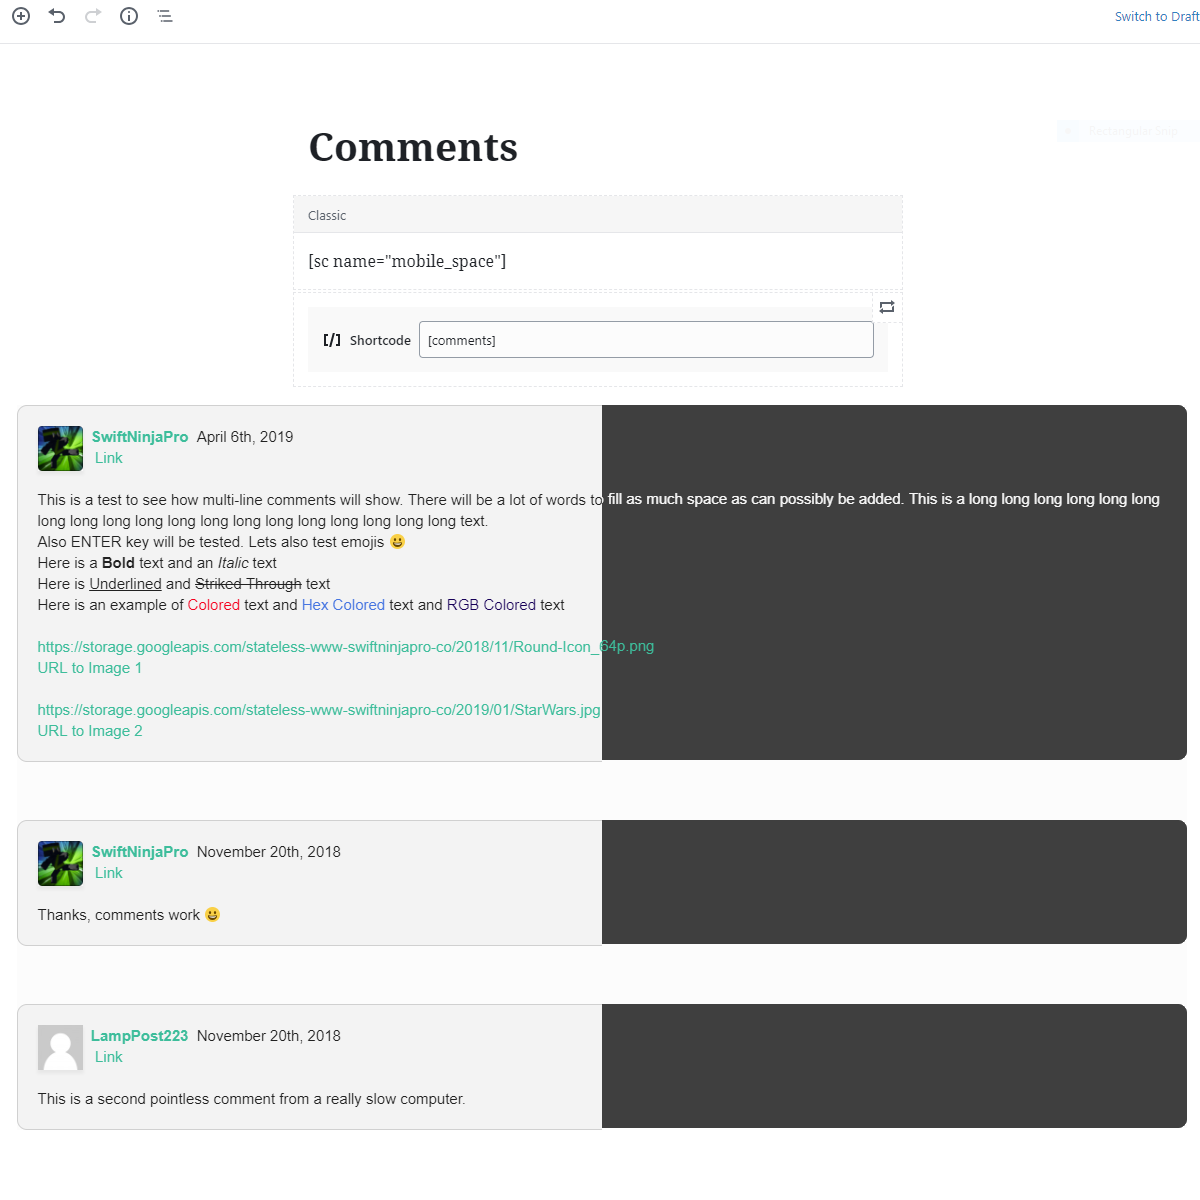 Switch to Draft
Rectangular Snip
Comments
Classic
[sc name="mobile_space"]
[/] Shortcode [comments]
SwiftNinjaPro April 6th, 2019
Link
This is a test to see how multi-line comments will show. There will be a lot of words to fill as much space as can possibly be added. This is a long long long long long long
long long long long long long long long long long long long long text.
Also ENTER key will be tested. Lets also test emojis 😀
Here is a Bold text and an Italic text
Here is Underlined and Striked Through text
Here is an example of Colored text and Hex Colored text and RGB Colored text
https://storage.googleapis.com/stateless-www-swiftninjapro-co/2018/11/Round-Icon_64p.png
URL to Image 1
https://storage.googleapis.com/stateless-www-swiftninjapro-co/2019/01/StarWars.jpg
URL to Image 2
SwiftNinjaPro November 20th, 2018
Link
Thanks, comments work 😀
LampPost223 November 20th, 2018
Link
This is a second pointless comment from a really slow computer.